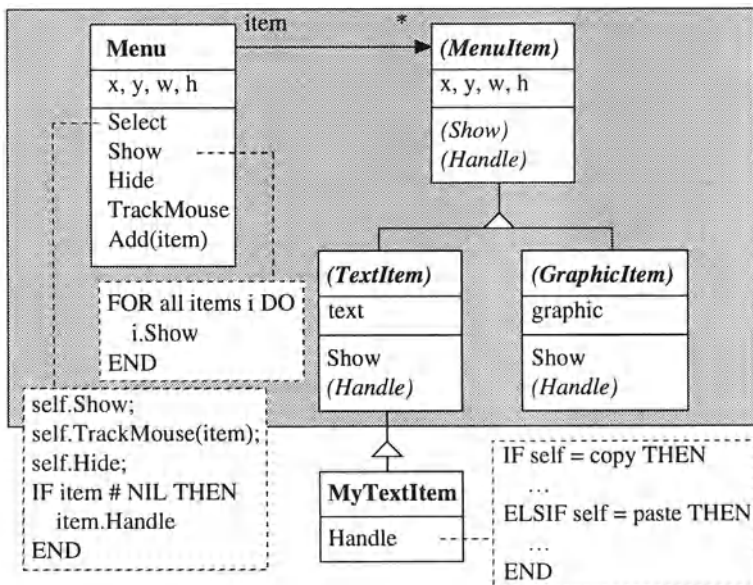 item
*
Menu
x, y, w, h
Select
Show
Hide
TrackMouse
Add(item)
(MenuItem)
x, y, w, h
(Show)
(Handle)
FOR all items i DO
i.Show
END
(TextItem)
text
Show
(Handle)
(GraphicItem)
graphic
Show
(Handle)
self.Show;
self.TrackMouse(item);
self.Hide;
IF item # NIL THEN
item.Handle
END
MyTextItem
Handle
IF self = copy THEN
...
ELSIF self = paste THEN
...
END